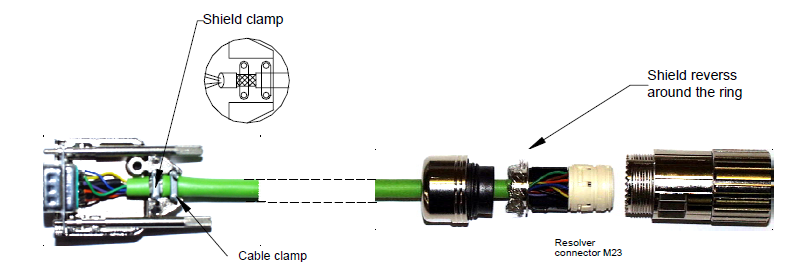 Shield clamp
Shield reverss
around the ring
Cable clamp
Resolver
connector M23